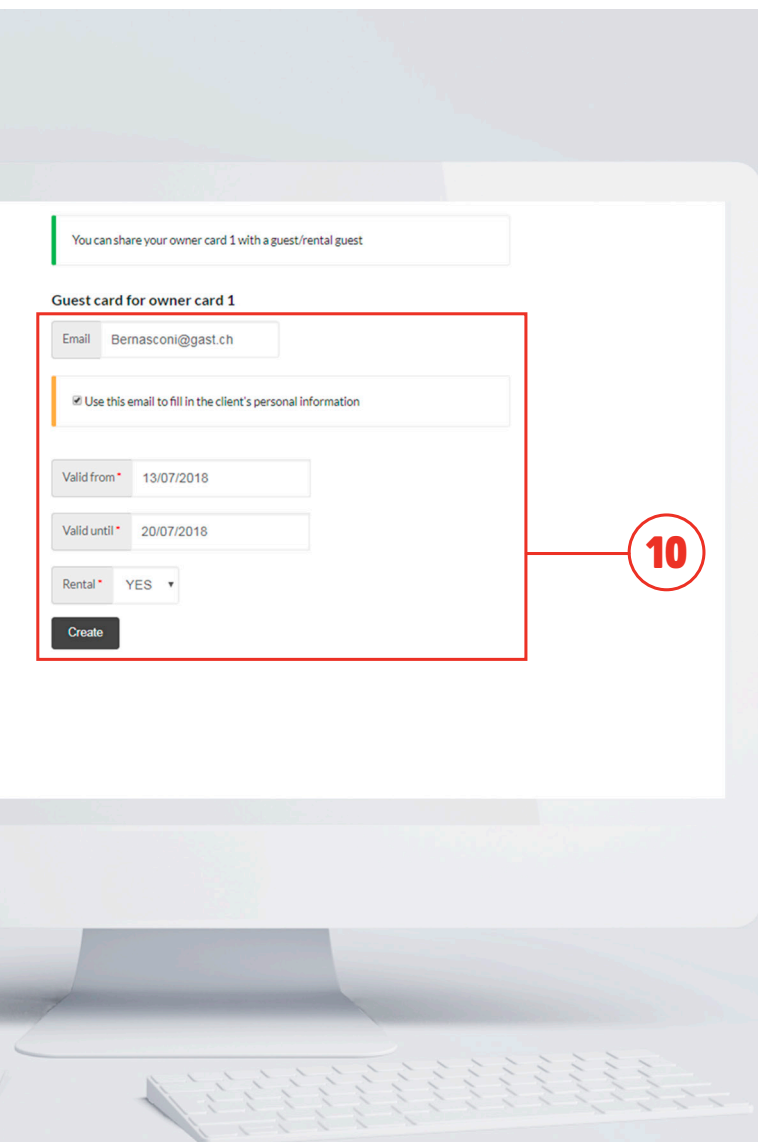 You can share your owner card 1 with a guest/rental guest
Guest card for owner card 1
Email Bernasconi@gast.ch
Use this email to fill in the client's personal information
Valid from * 13/07/2018
Valid until * 20/07/2018
10
Rental * YES
Create